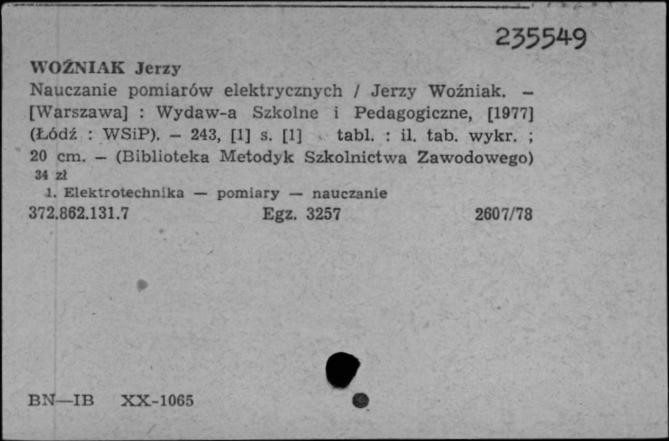 235549
WOŹNIAK Jerzy
Nauczanie pomiarów elektrycznych / Jerzy Woźniak. —
[Warszawa] : Wydaw-a Szkolne i Pedagogiczne, [1977]
(Łódź : WSiP). — 243, [1] s. [1] tabl. : il. tab. wykr. ;
20 cm. — (Biblioteka Metodyk Szkolnictwa Zawodowego)
34 zł
1. Elektrotechnika — pomiary — nauczanie
372.862.131.7 Egz. 3257 2607/78
BN—IB XX-1065